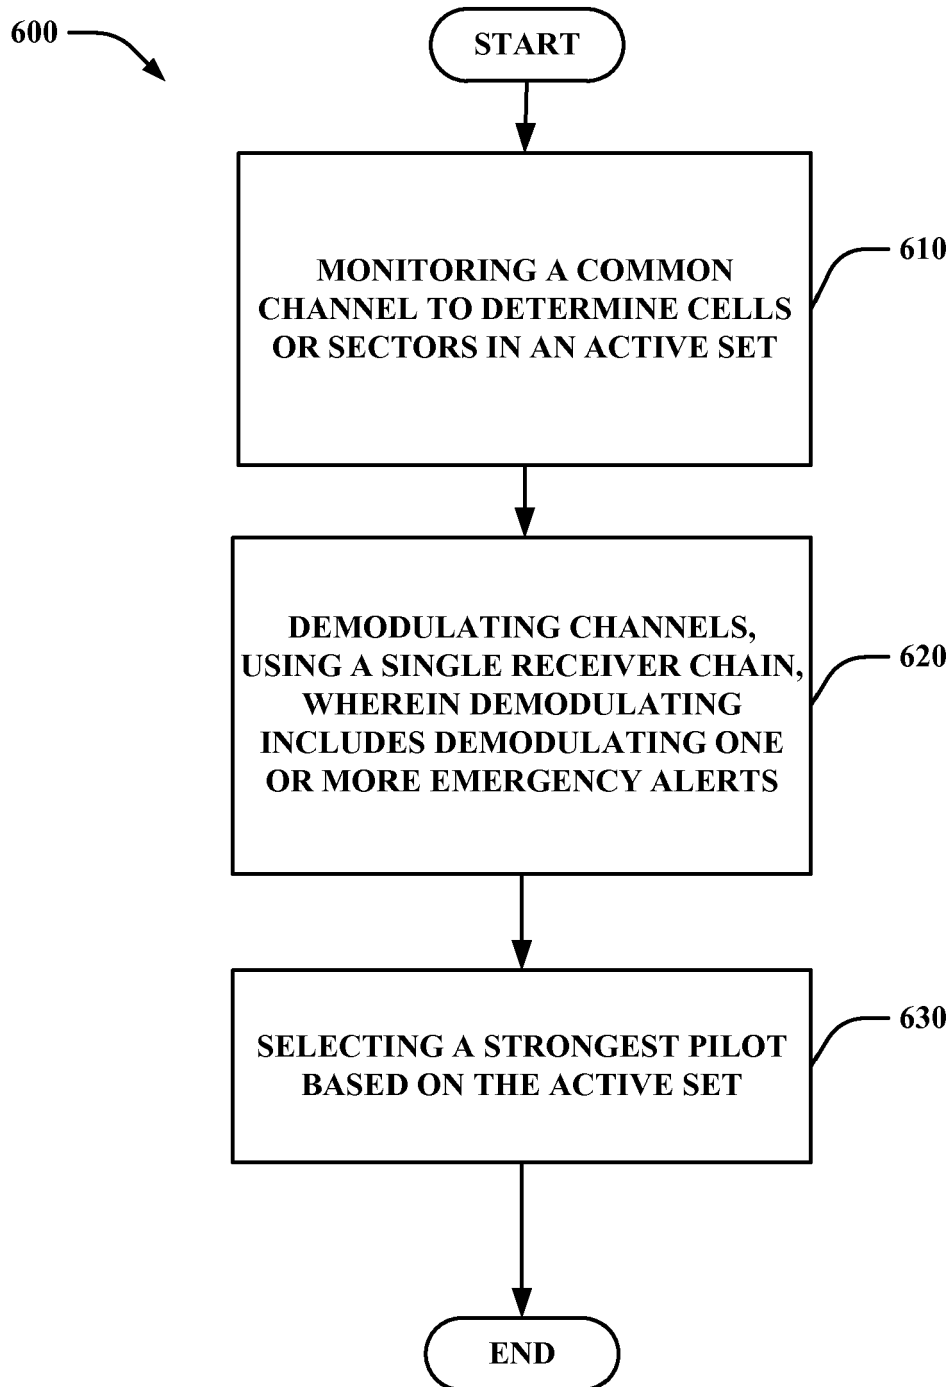 600
START
MONITORING A COMMON
CHANNEL TO DETERMINE CELLS
OR SECTORS IN AN ACTIVE SET
610
DEMODULATING CHANNELS,
USING A SINGLE RECEIVER CHAIN,
WHEREIN DEMODULATING
INCLUDES DEMODULATING ONE
OR MORE EMERGENCY ALERTS
620
SELECTING A STRONGEST PILOT
BASED ON THE ACTIVE SET
630
END